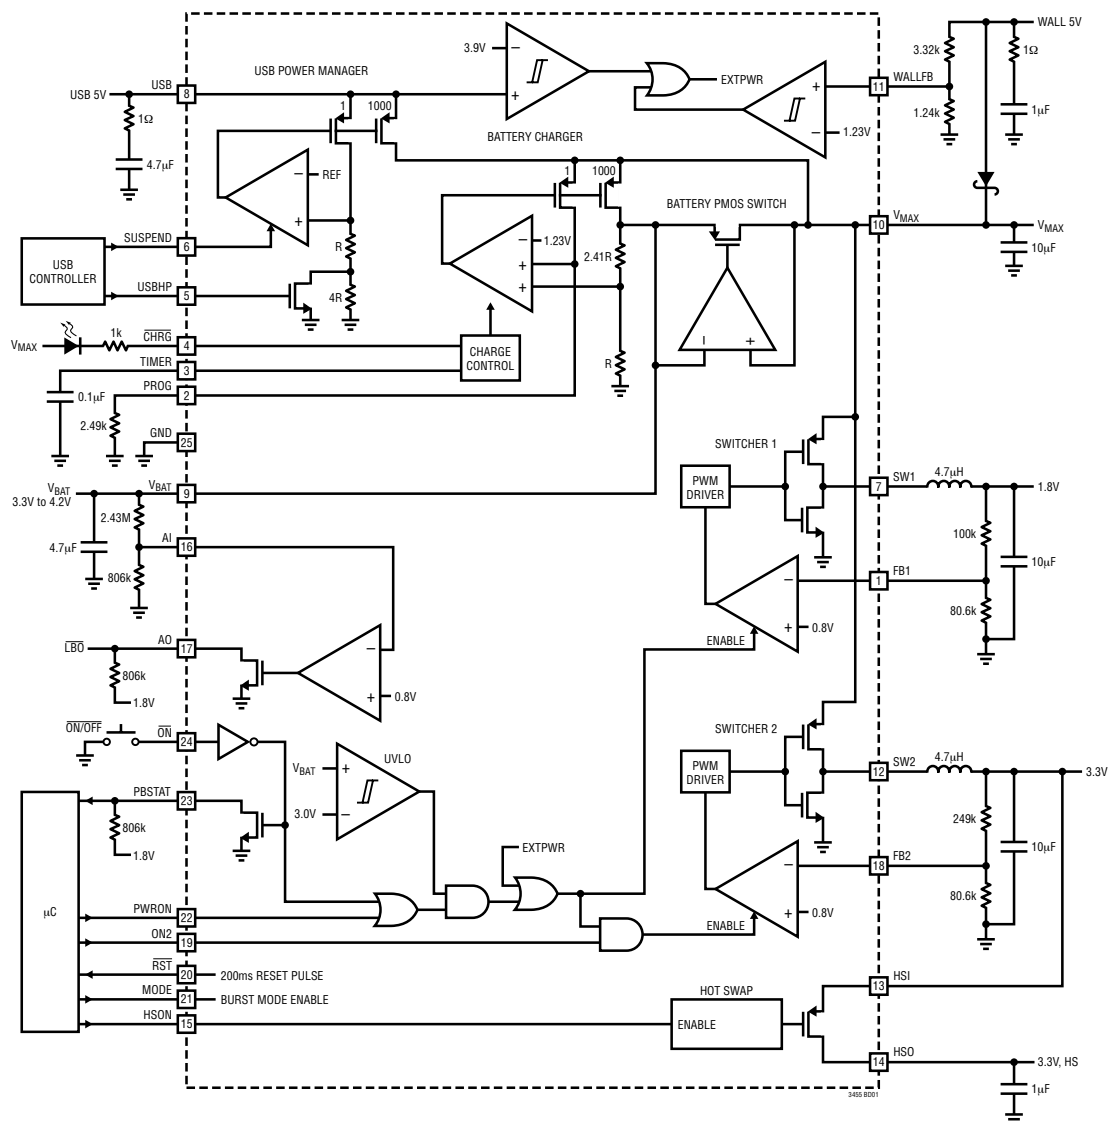 WALL 5V
3.9V
−
3.32k
1Ω
USB POWER MANAGER
EXTPWR
USB
USB 5V
8
1
1000
+
+
11
WALLFB
1Ω
1.24k
1μF
BATTERY CHARGER
−
1.23V
4.7μF
−
REF
1
1000
BATTERY PMOS SWITCH
VMAX
SUSPEND
+
10
VMAX
6
−
1.23V
R
2.41R
10μF
USB
CONTROLLER
+
USBHP
5
4R
+
1k
CHRG
VMAX
4
−
+
TIMER
CHARGE
CONTROL
3
R
PROG
0.1μF
2
2.49k
GND
25
SWITCHER 1
VBAT
3.3V to 4.2V
VBAT
9
PWM
DRIVER
SW1
7
4.7μH
1.8V
2.43M
AI
16
4.7μF
806k
100k
10μF
−
1
FB1
80.6k
+
0.8V
ENABLE
LBO
AO
17
−
806k
1.8V
+
0.8V
ON/OFF
ON
24
SWITCHER 2
UVLO
VBAT
+
PWM
DRIVER
SW2
12
4.7μH
3.3V
PBSTAT
23
3.0V
−
806k
1.8V
249k
10μF
EXTPWR
−
18
FB2
80.6k
μC
+
0.8V
PWRON
22
ENABLE
ON2
19
RST
20
200ms RESET PULSE
MODE
21
BURST MODE ENABLE
HSI
13
HOT SWAP
HSON
15
ENABLE
HSO
14
3.3V, HS
1μF
3455 BD01